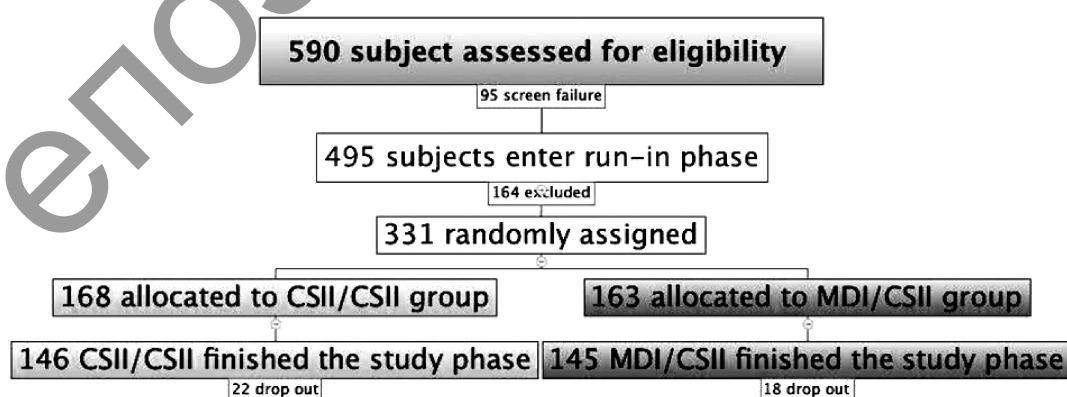 епоз
590 subject assessed for eligibility
95 screen failure
495 subjects enter run-in phase
164 excluded
331 randomly assigned
168 allocated to CSII/CSII group
163 allocated to MDI/CSII group
146 CSII/CSII finished the study phase
145 MDI/CSII finished the study phase
22 drop out
18 drop out